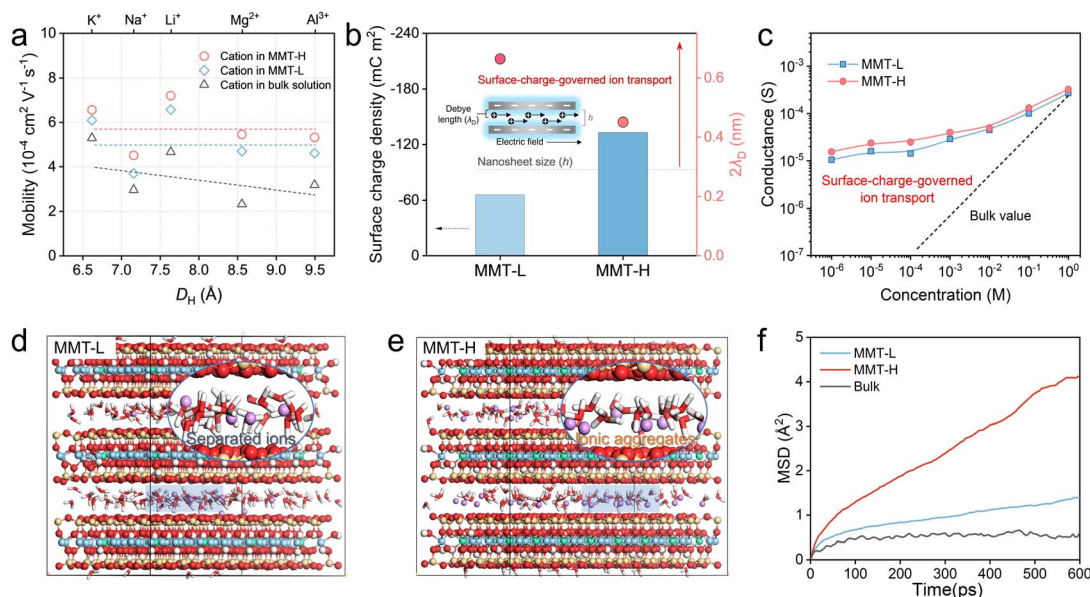 a
K⁺ Na⁺ Li⁺ Mg²⁺ Al³⁺
Mobility (10⁻⁴ cm² V⁻¹ s⁻¹)
10
8
6
4
2
0
Cation in MMT-H
Cation in MMT-L
Cation in bulk solution
6.5 7.0 7.5 8.0 8.5 9.0 9.5
D_H (Å)
b
Surface charge density (mC m²)
-240
-180
-120
-60
0
Surface-charge-governed
ion transport
Debye
length (λ_D)
h
Electric field
Nanosheet size (h)
MMT-L MMT-H
0.6
0.4
0.2
0.0
2λ_D (nm)
c
Conductance (S)
10⁻³
10⁻⁴
10⁻⁵
10⁻⁶
10⁻⁷
MMT-L
MMT-H
Surface-charge-governed
ion transport
Bulk value
10⁻⁶ 10⁻⁵ 10⁻⁴ 10⁻³ 10⁻² 10⁻¹ 10⁰
Concentration (M)
d
MMT-L
Separated ions
e
MMT-H
Ionic aggregates
f
MSD (Å²)
5
4
3
2
1
0
MMT-L
MMT-H
Bulk
0 100 200 300 400 500 600
Time(ps)